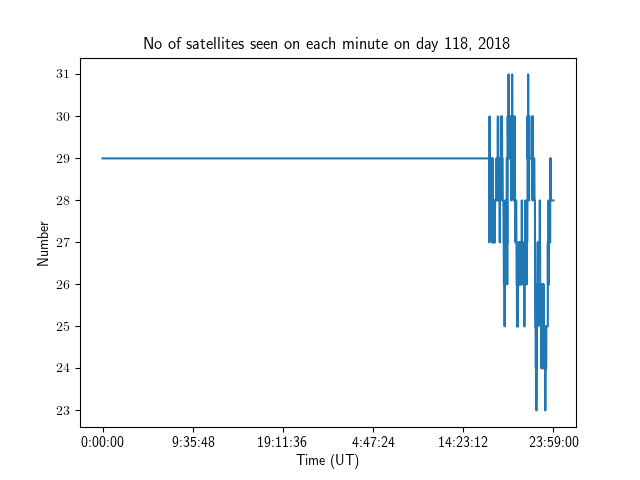 No of satellites seen on each minute on day 118, 2018
31
30
29
28
27
26
25
24
23
Number
0:00:00 9:35:48 19:11:36 4:47:24 14:23:12 23:59:00
Time (UT)